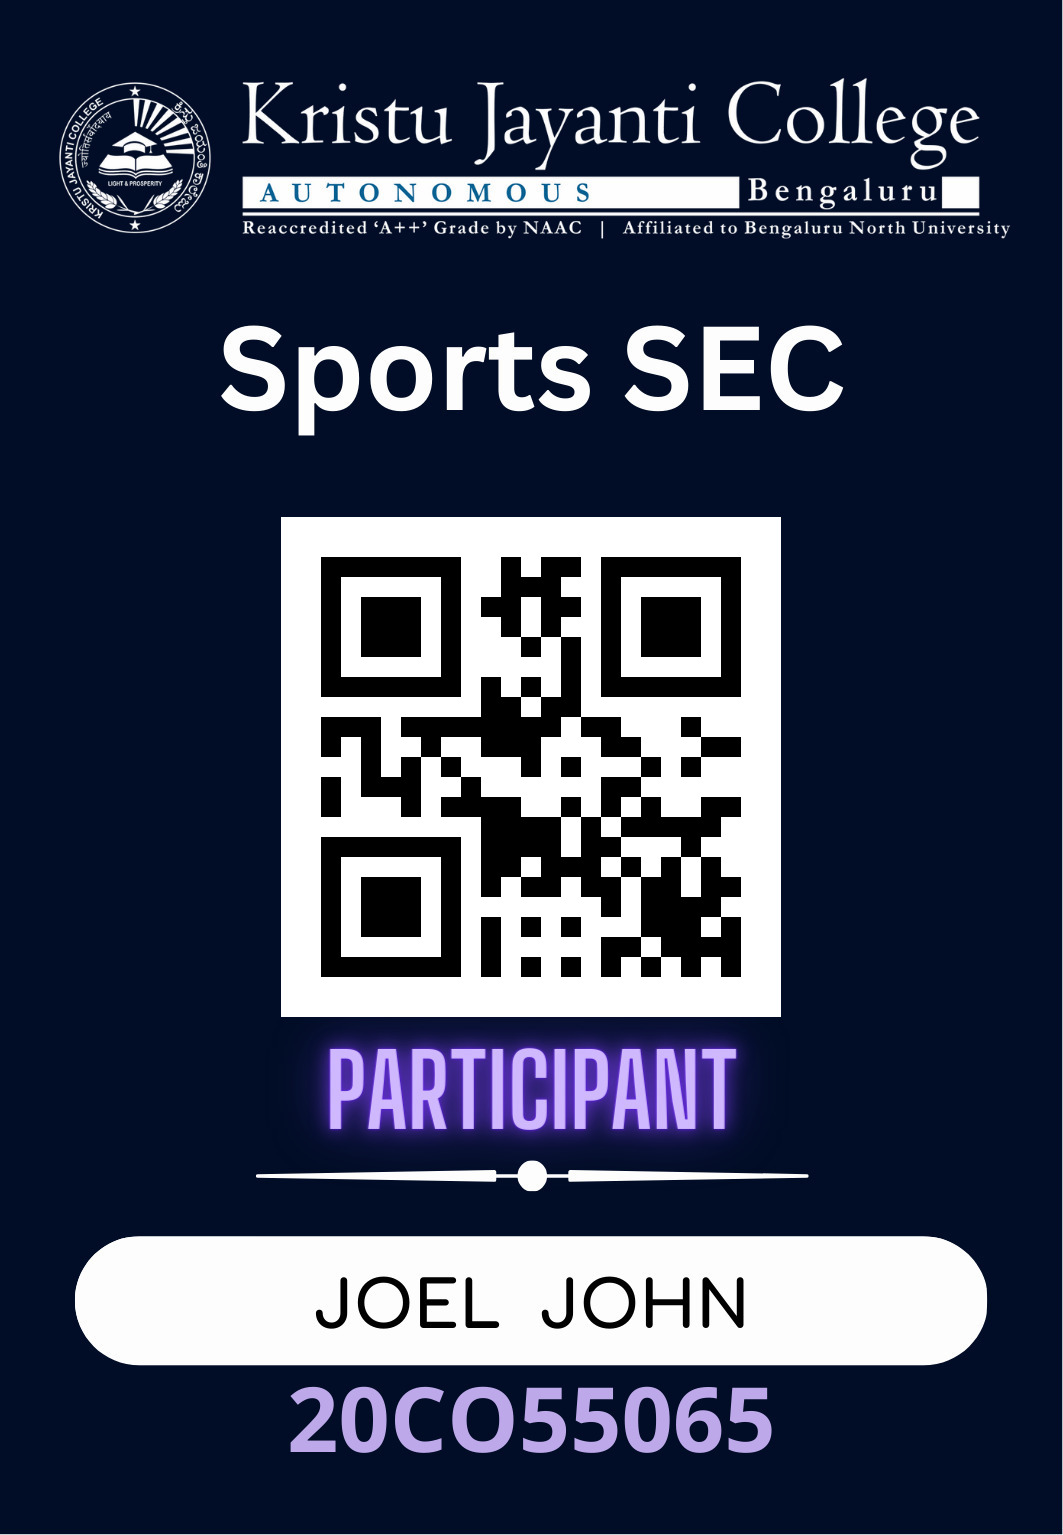 Kristu Jayanti College
AUTONOMOUS Bengaluru
Reaccredited ‘A++’ Grade by NAAC | Affiliated to Bengaluru North University
KRISTU JAYANTI COLLEGE
ಕ್ರಿಸ್ತು ಜಯಂತಿ ಕಾಲೇಜು
LIGHT & PROSPERITY
Sports SEC
PARTICIPANT
JOEL JOHN
20CO55065